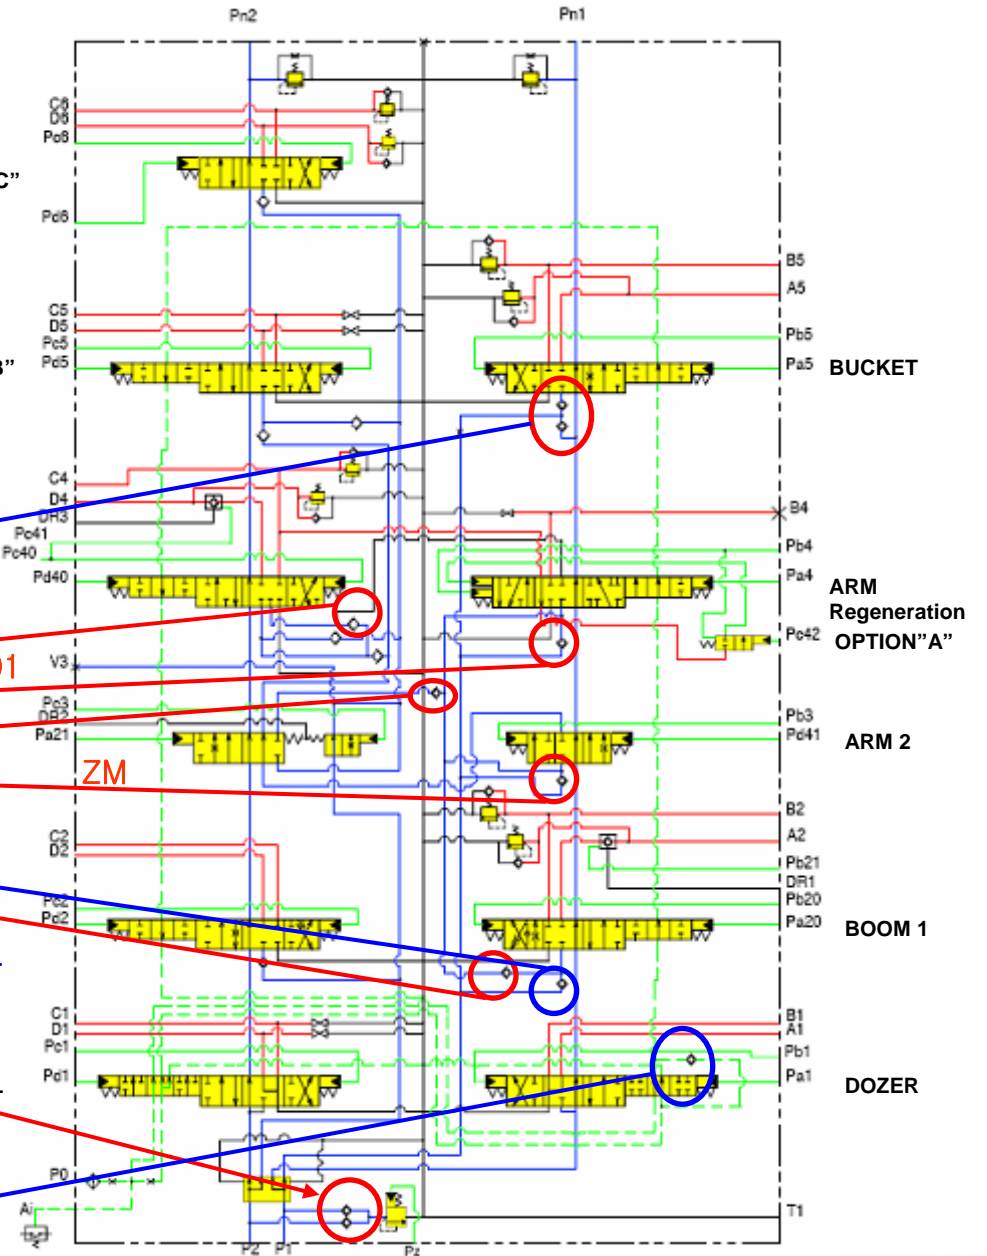 Pn2
Pn1
C6
D6
Pc6
C"
Pd6
B5
A5
C5
D5
Pc5
Pd5
Pb5
Pa5
BUCKET
C4
D4
DR3
Pc41
Pc40
Pd40
B4
Pb4
Pa4
ARM
Regeneration
OPTION"A"
Pc42
V3
Pc3
DR2
Pa21
Pb3
Pd41
ARM 2
ZM
B2
A2
C2
D2
Pb21
DR1
Pb20
Pa20
Pc2
Pd2
BOOM 1
C1
D1
Pc1
Pd1
B1
A1
Pb1
Pa1
DOZER
P0
Ai
T1
P2
P1
Pz